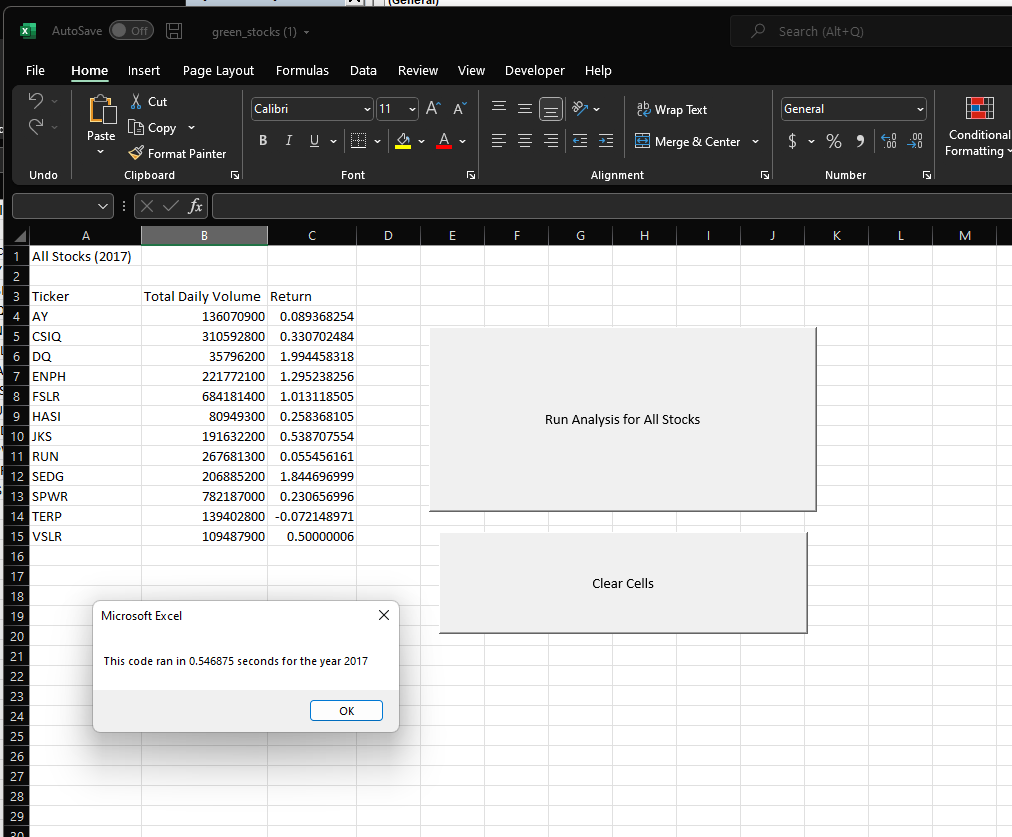 (General)
AutoSave Off green_stocks (1) Search (Alt+Q)
File Home Insert Page Layout Formulas Data Review View Developer Help
Cut
Copy
Format Painter
Paste
Calibri 11
B I U
Wrap Text
Merge & Center
General
$ %
Conditional
Formatting
Undo Clipboard Font Alignment Number
fx
A B C D E F G H I J K L M
1 All Stocks (2017)
2
3 Ticker Total Daily Volume Return
4 AY 136070900 0.089368254
5 CSIQ 310592800 0.330702484
6 DQ 35796200 1.994458318
7 ENPH 221772100 1.295238256
8 FSLR 684181400 1.013118505
9 HASI 80949300 0.258368105
10 JKS 191632200 0.538707554
11 RUN 267681300 0.055456161
12 SEDG 206885200 1.844696999
13 SPWR 782187000 0.230656996
14 TERP 139402800 -0.072148971
15 VSLR 109487900 0.50000006
16
17
18
19
20
21
22
23
24
25
26
27
28
29
30
Run Analysis for All Stocks
Clear Cells
Microsoft Excel
This code ran in 0.546875 seconds for the year 2017
OK